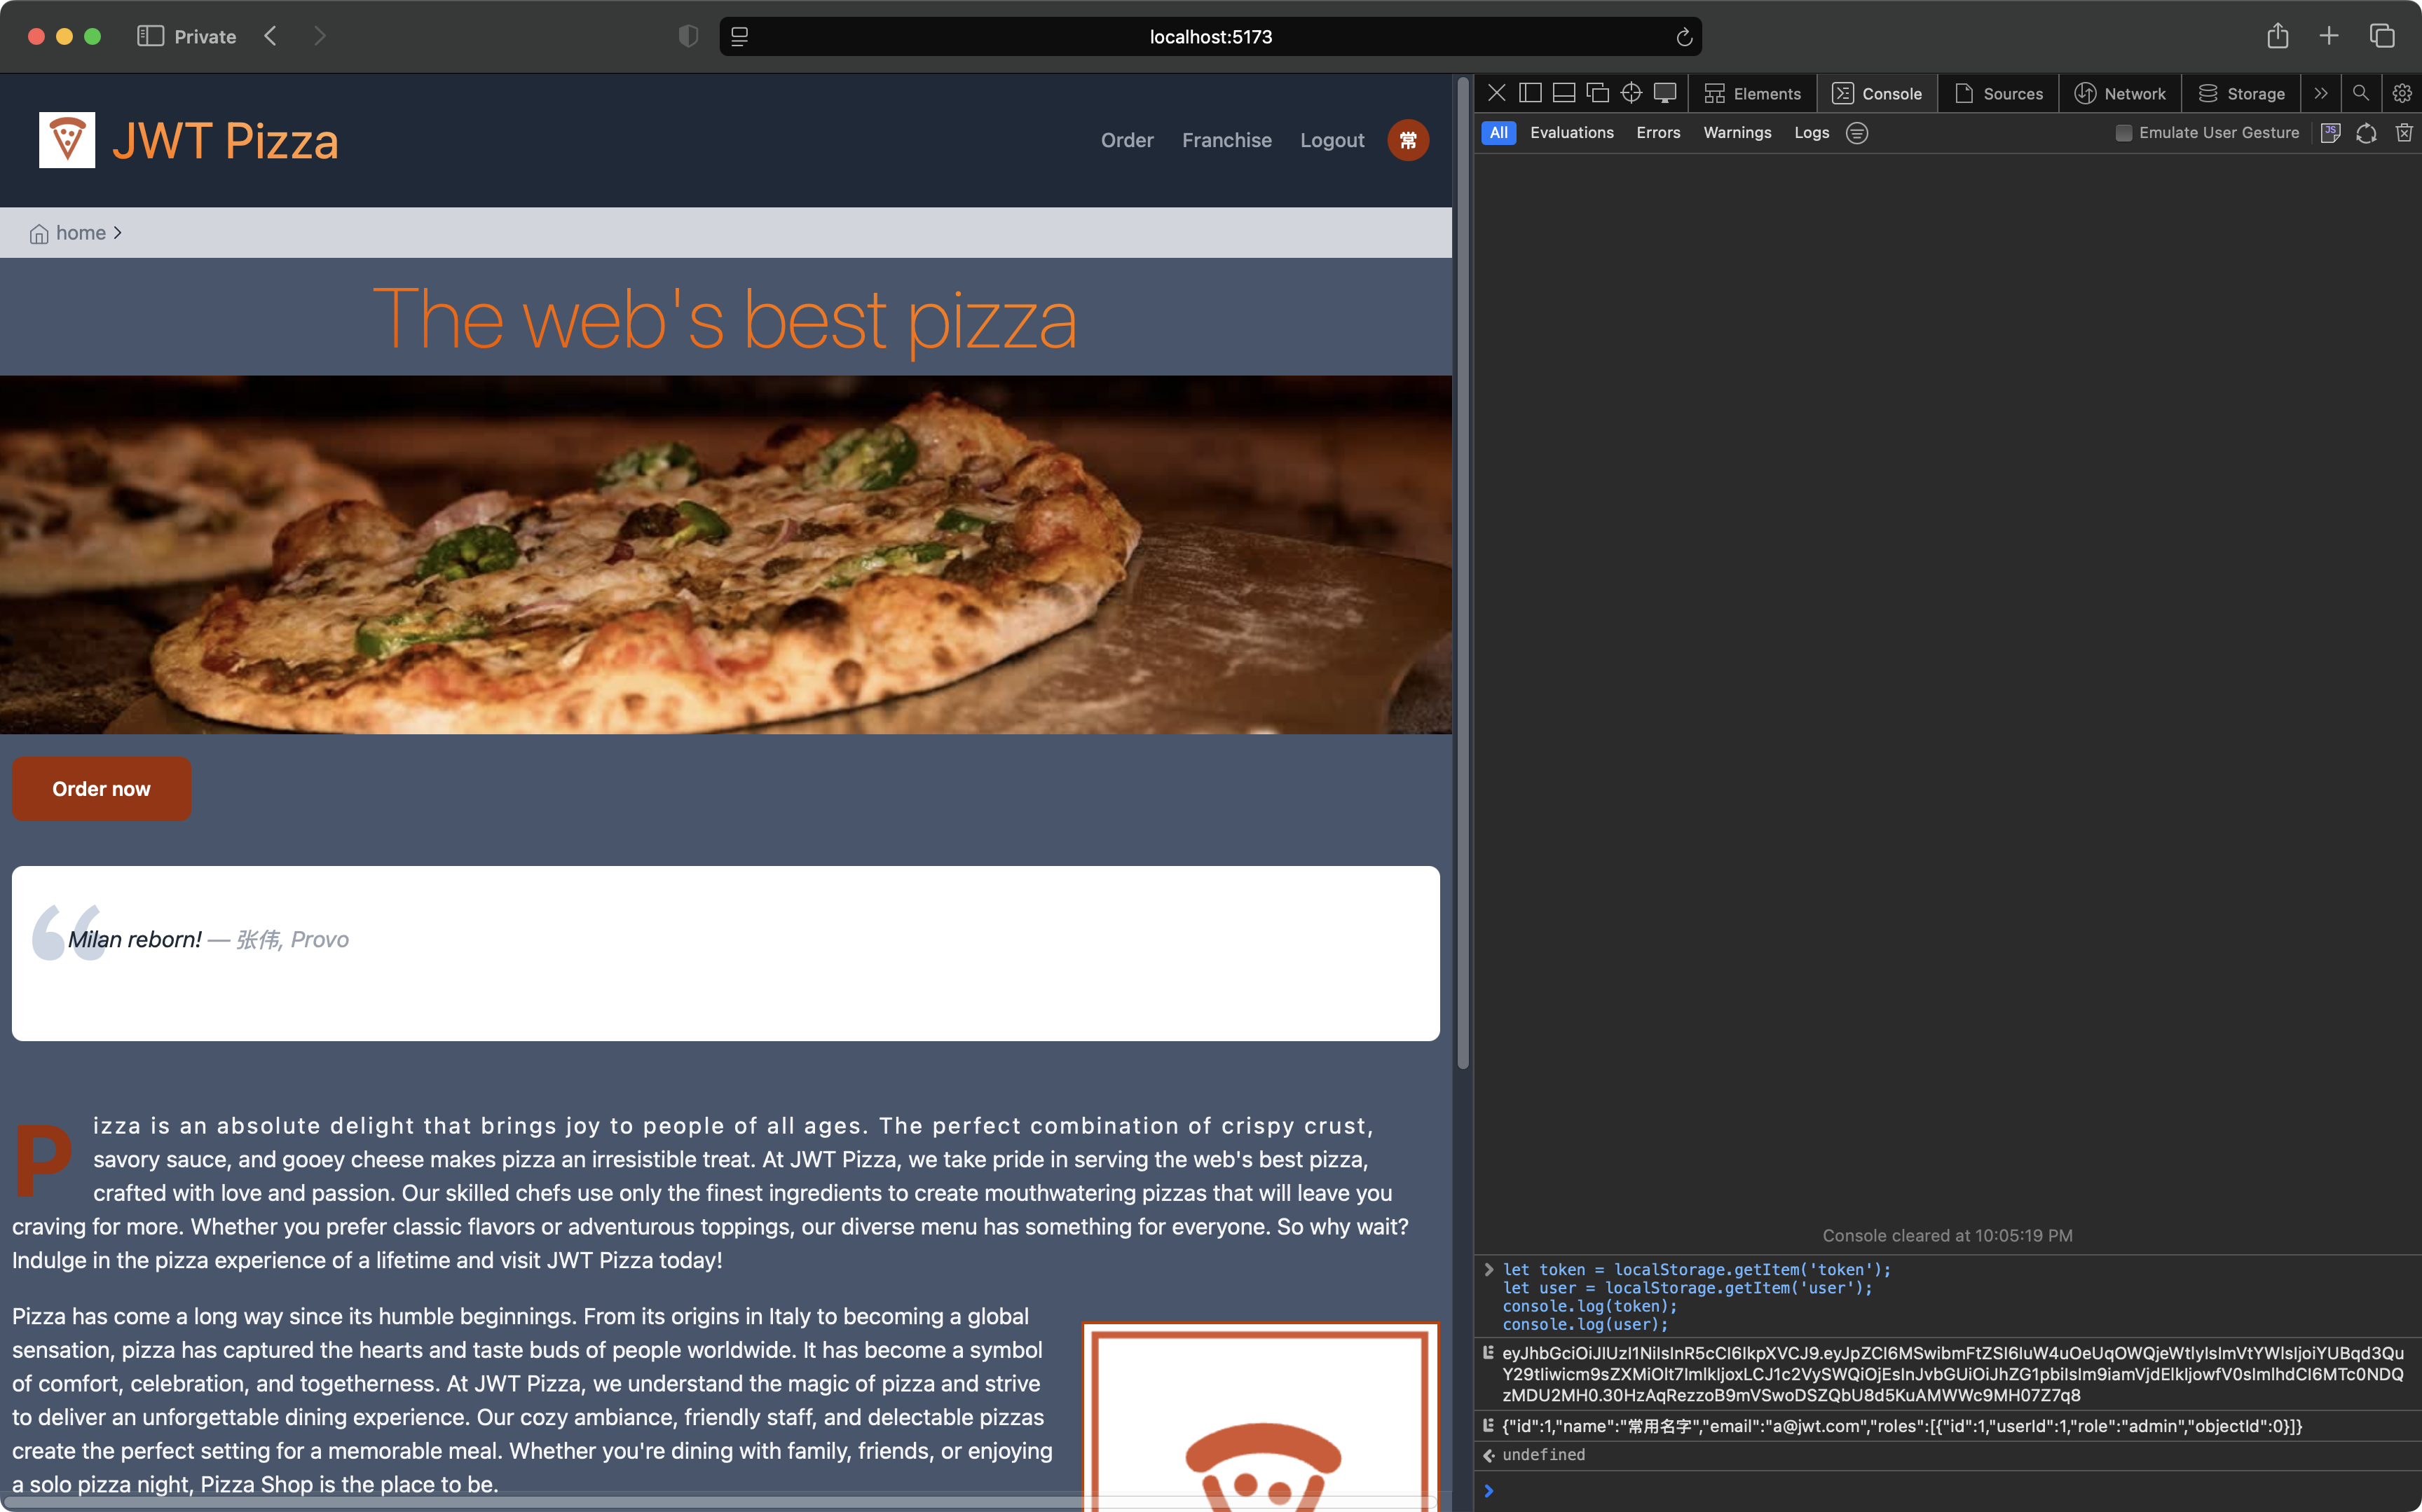 Private
localhost:5173
JWT Pizza
Order Franchise Logout 常
home
The web's best pizza
Order now
Milan reborn! — 张伟, Provo
Pizza is an absolute delight that brings joy to people of all ages. The perfect combination of crispy crust,
savory sauce, and gooey cheese makes pizza an irresistible treat. At JWT Pizza, we take pride in serving the web's best pizza,
crafted with love and passion. Our skilled chefs use only the finest ingredients to create mouthwatering pizzas that will leave you
craving for more. Whether you prefer classic flavors or adventurous toppings, our diverse menu has something for everyone. So why wait?
Indulge in the pizza experience of a lifetime and visit JWT Pizza today!
Pizza has come a long way since its humble beginnings. From its origins in Italy to becoming a global
sensation, pizza has captured the hearts and taste buds of people worldwide. It has become a symbol
of comfort, celebration, and togetherness. At JWT Pizza, we understand the magic of pizza and strive
to deliver an unforgettable dining experience. Our cozy ambiance, friendly staff, and delectable pizzas
create the perfect setting for a memorable meal. Whether you're dining with family, friends, or enjoying
a solo pizza night, Pizza Shop is the place to be.
Elements Console Sources Network Storage
All Evaluations Errors Warnings Logs Emulate User Gesture
Console cleared at 10:05:19 PM
let token = localStorage.getItem('token');
let user = localStorage.getItem('user');
console.log(token);
console.log(user);
{"id":1,"name":"常用名字","email":"a@jwt.com","roles":[{"id":1,"userId":1,"role":"admin","objectId":0}]}
undefined